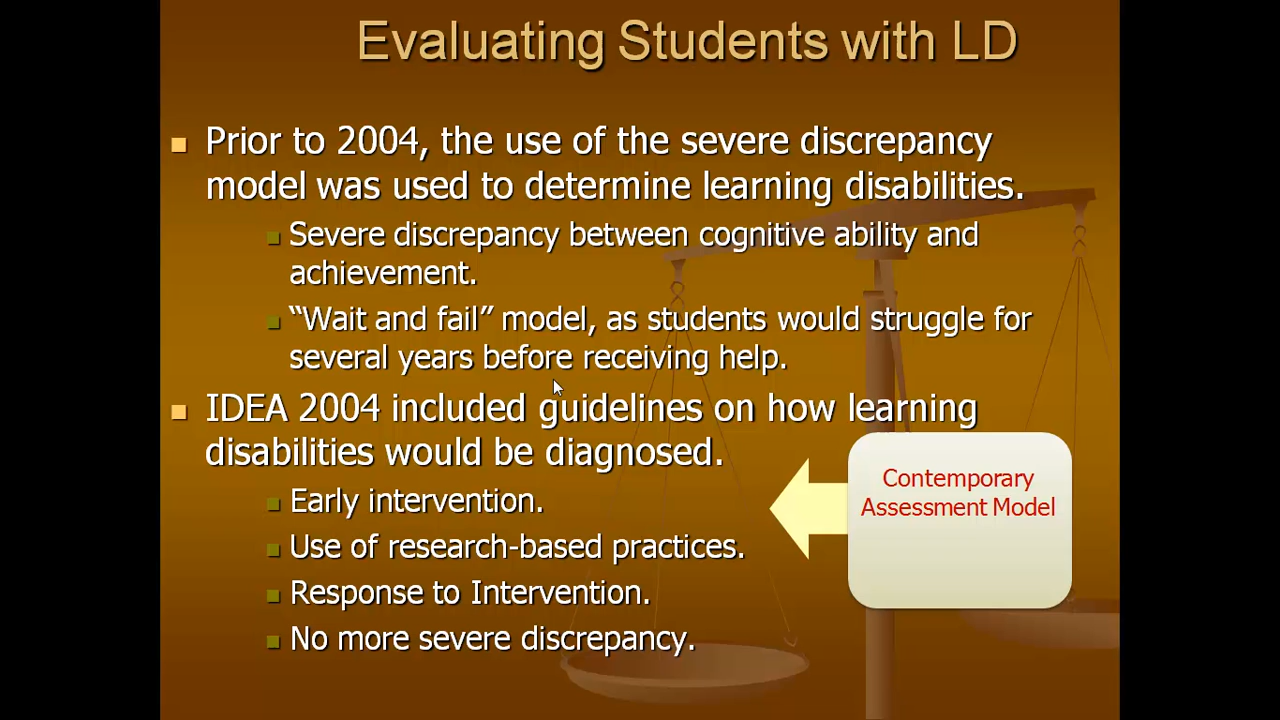 Evaluating Students with LD
Prior to 2004, the use of the severe discrepancy
model was used to determine learning disabilities.
Severe discrepancy between cognitive ability and
achievement.
“Wait and fail” model, as students would struggle for
several years before receiving help.
IDEA 2004 included guidelines on how learning
disabilities would be diagnosed.
Early intervention.
Use of research-based practices.
Response to Intervention.
No more severe discrepancy.
Contemporary
Assessment Model